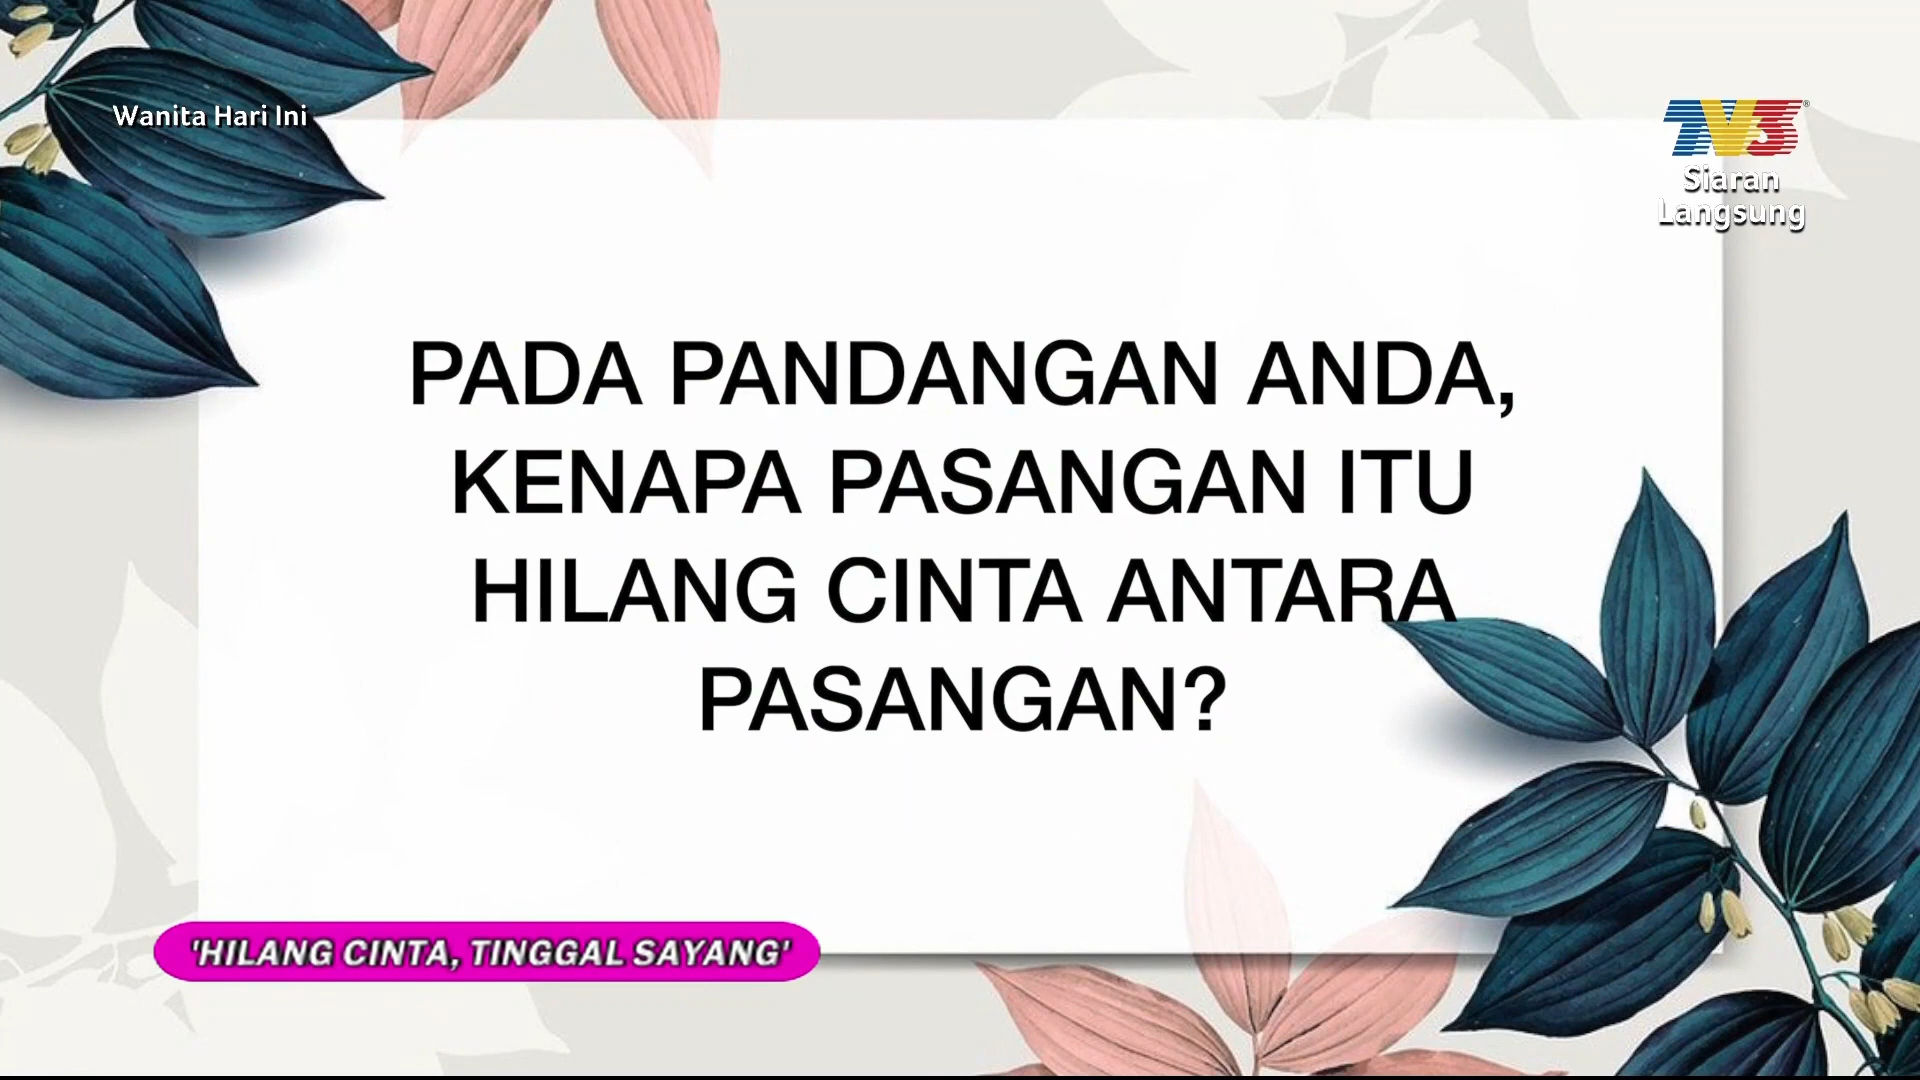 Wanita Hari Ini
TV3
Siaran
Langsung
PADA PANDANGAN ANDA,
KENAPA PASANGAN ITU
HILANG CINTA ANTARA
PASANGAN?
'HILANG CINTA, TINGGAL SAYANG'